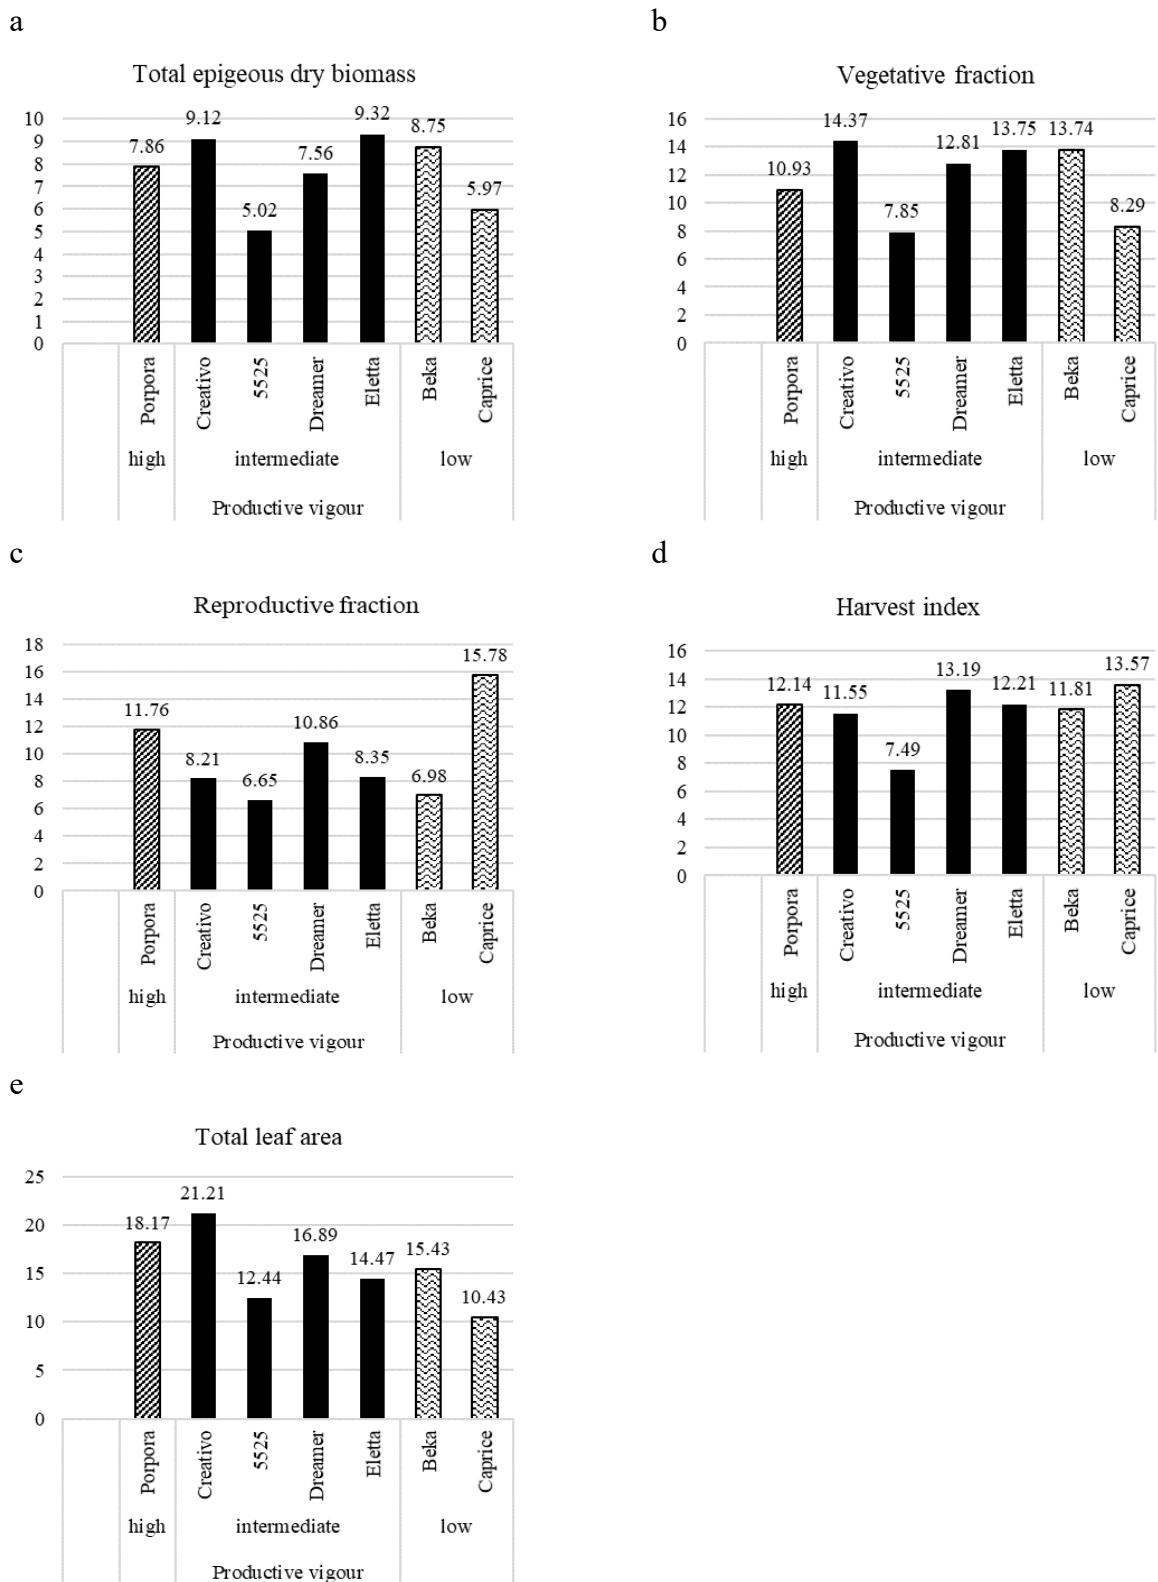 a
Total epigeous dry biomass
10
9
8
7
6
5
4
3
2
1
0
7.86
9.12
5.02
7.56
9.32
8.75
5.97
Porpora
Creativo
5525
Dreamer
Eletta
Beka
Caprice
high
intermediate
low
Productive vigour
b
Vegetative fraction
16
14
12
10
8
6
4
2
0
10.93
14.37
7.85
12.81
13.75
13.74
8.29
Porpora
Creativo
5525
Dreamer
Eletta
Beka
Caprice
high
intermediate
low
Productive vigour
c
Reproductive fraction
18
16
14
12
10
8
6
4
2
0
11.76
8.21
6.65
10.86
8.35
6.98
15.78
Porpora
Creativo
5525
Dreamer
Eletta
Beka
Caprice
high
intermediate
low
Productive vigour
d
Harvest index
16
14
12
10
8
6
4
2
0
12.14
11.55
7.49
13.19
12.21
11.81
13.57
Porpora
Creativo
5525
Dreamer
Eletta
Beka
Caprice
high
intermediate
low
Productive vigour
e
Total leaf area
25
20
15
10
5
0
18.17
21.21
12.44
16.89
14.47
15.43
10.43
Porpora
Creativo
5525
Dreamer
Eletta
Beka
Caprice
high
intermediate
low
Productive vigour